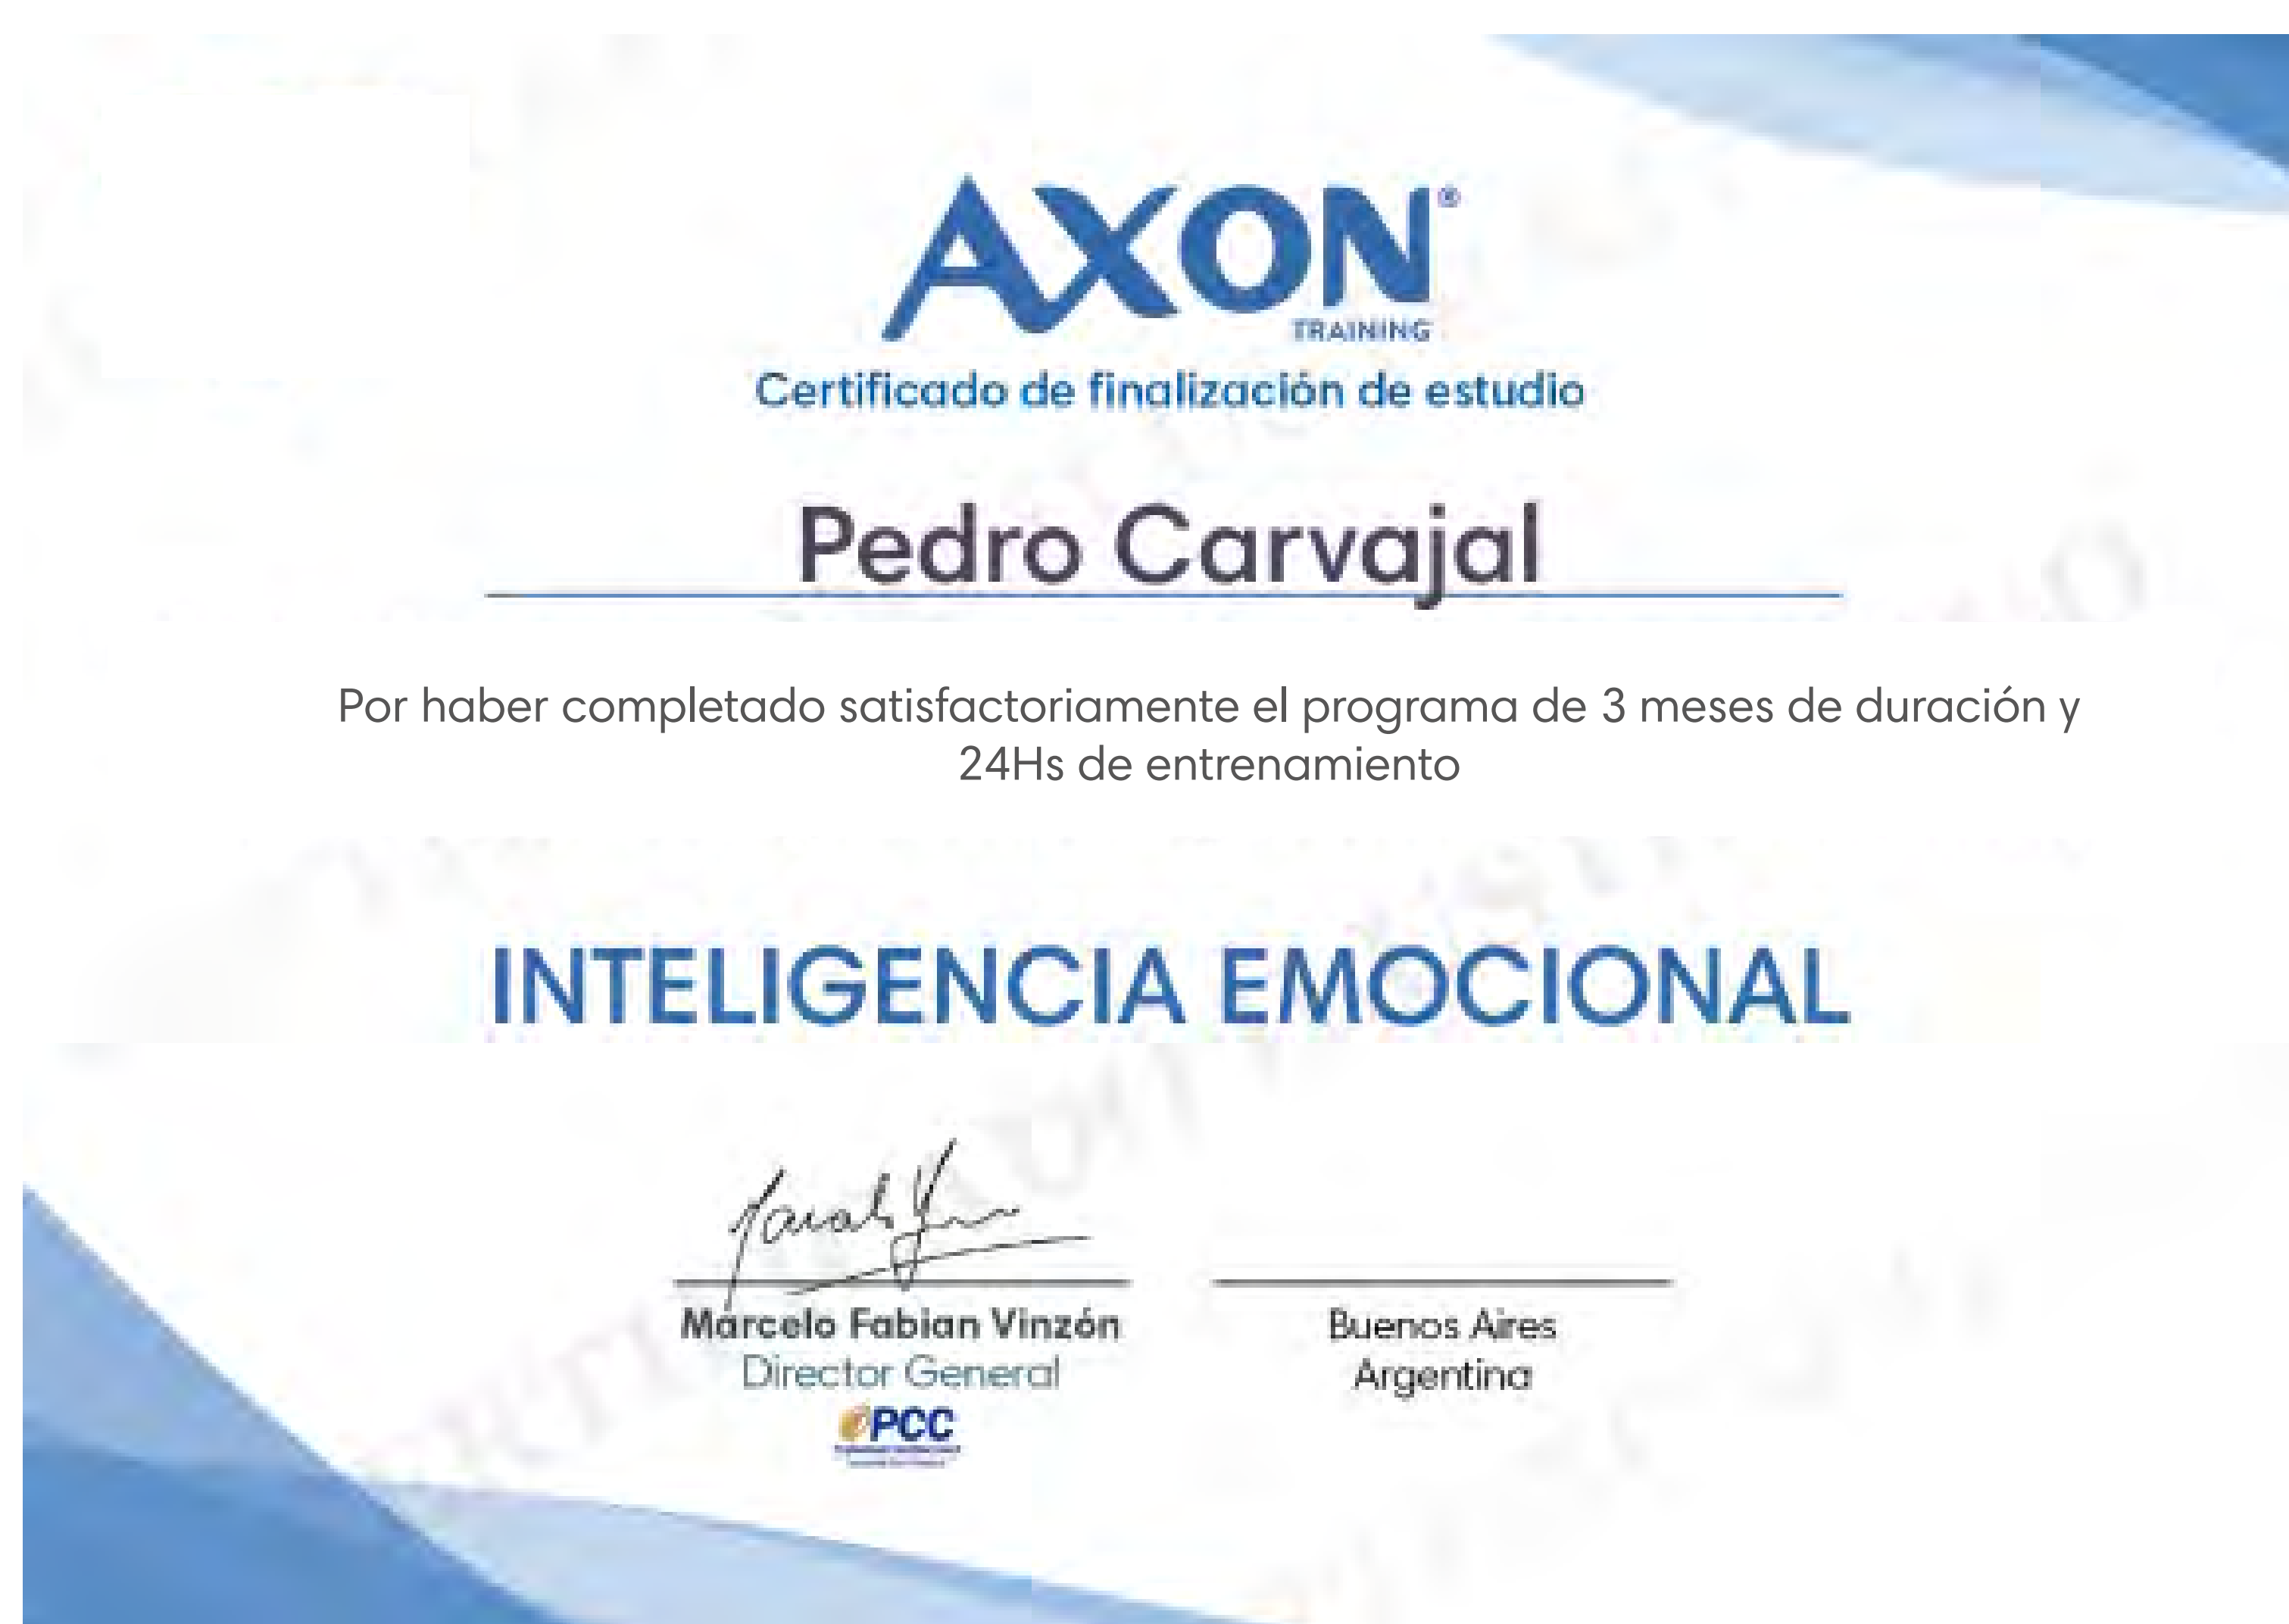 AXON®
TRAINING
Certificado de finalización de estudio
Pedro Carvajal
Por haber completado satisfactoriamente el programa de 3 meses de duración y
24Hs de entrenamiento
INTELIGENCIA EMOCIONAL
Marcelo Fabian Vinzón
Director General
PCC
Buenos Aires
Argentina